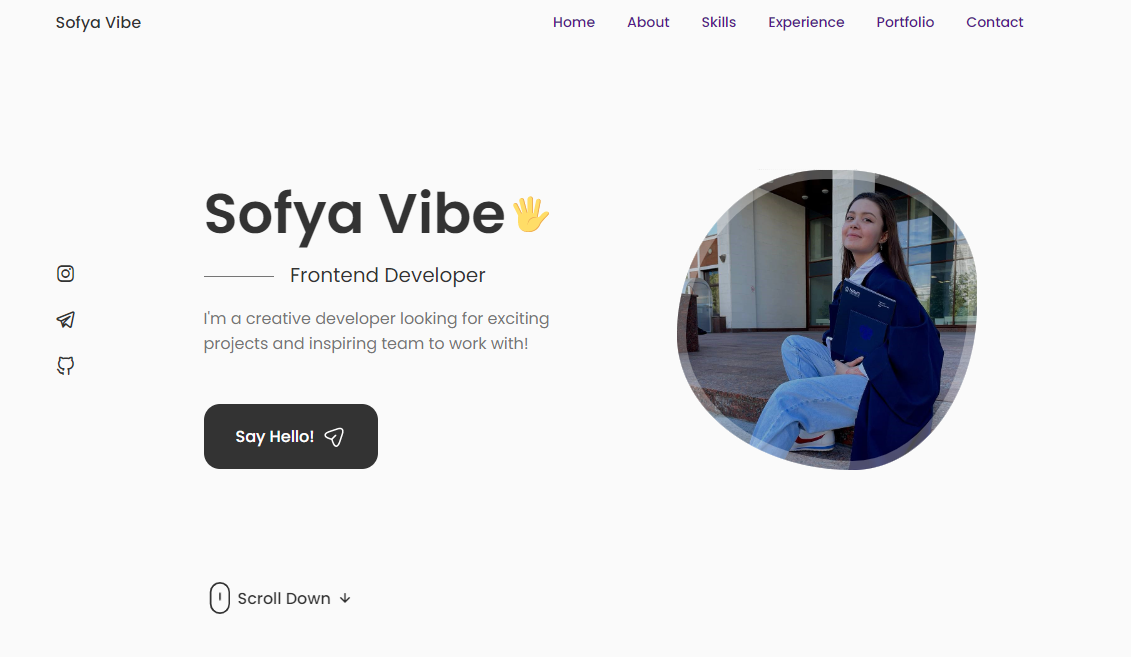 Sofya Vibe
Home About Skills Experience Portfolio Contact
Sofya Vibe🖐
Frontend Developer
I'm a creative developer looking for exciting
projects and inspiring team to work with!
Say Hello!
Scroll Down ↓